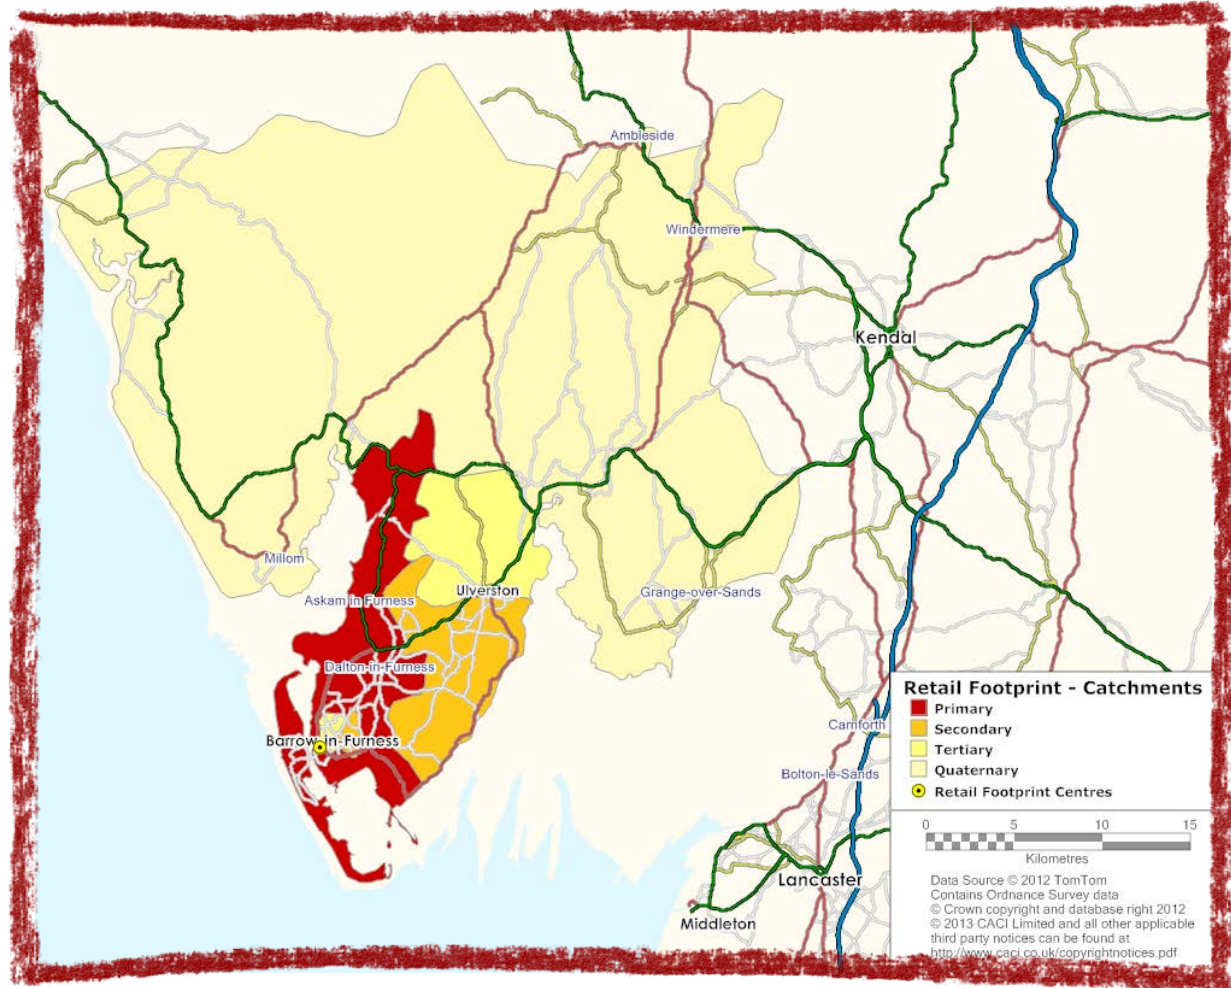 Ambleside
Windermere
Kendal
Millom
Askam in Furness
Ulverston
Grange-over-Sands
Dalton-in-Furness
Barrow-in-Furness
Carnforth
Bolton-le-Sands
Lancaster
Middleton
Retail Footprint - Catchments
Primary
Secondary
Tertiary
Quaternary
Retail Footprint Centres
0 5 10 15
Kilometres
Data Source © 2012 TomTom
Contains Ordnance Survey data
© Crown copyright and database right 2012
© 2013 CACI Limited and all other applicable
third party notices can be found at
http://www.caci.co.uk/copyrightnotices.pdf